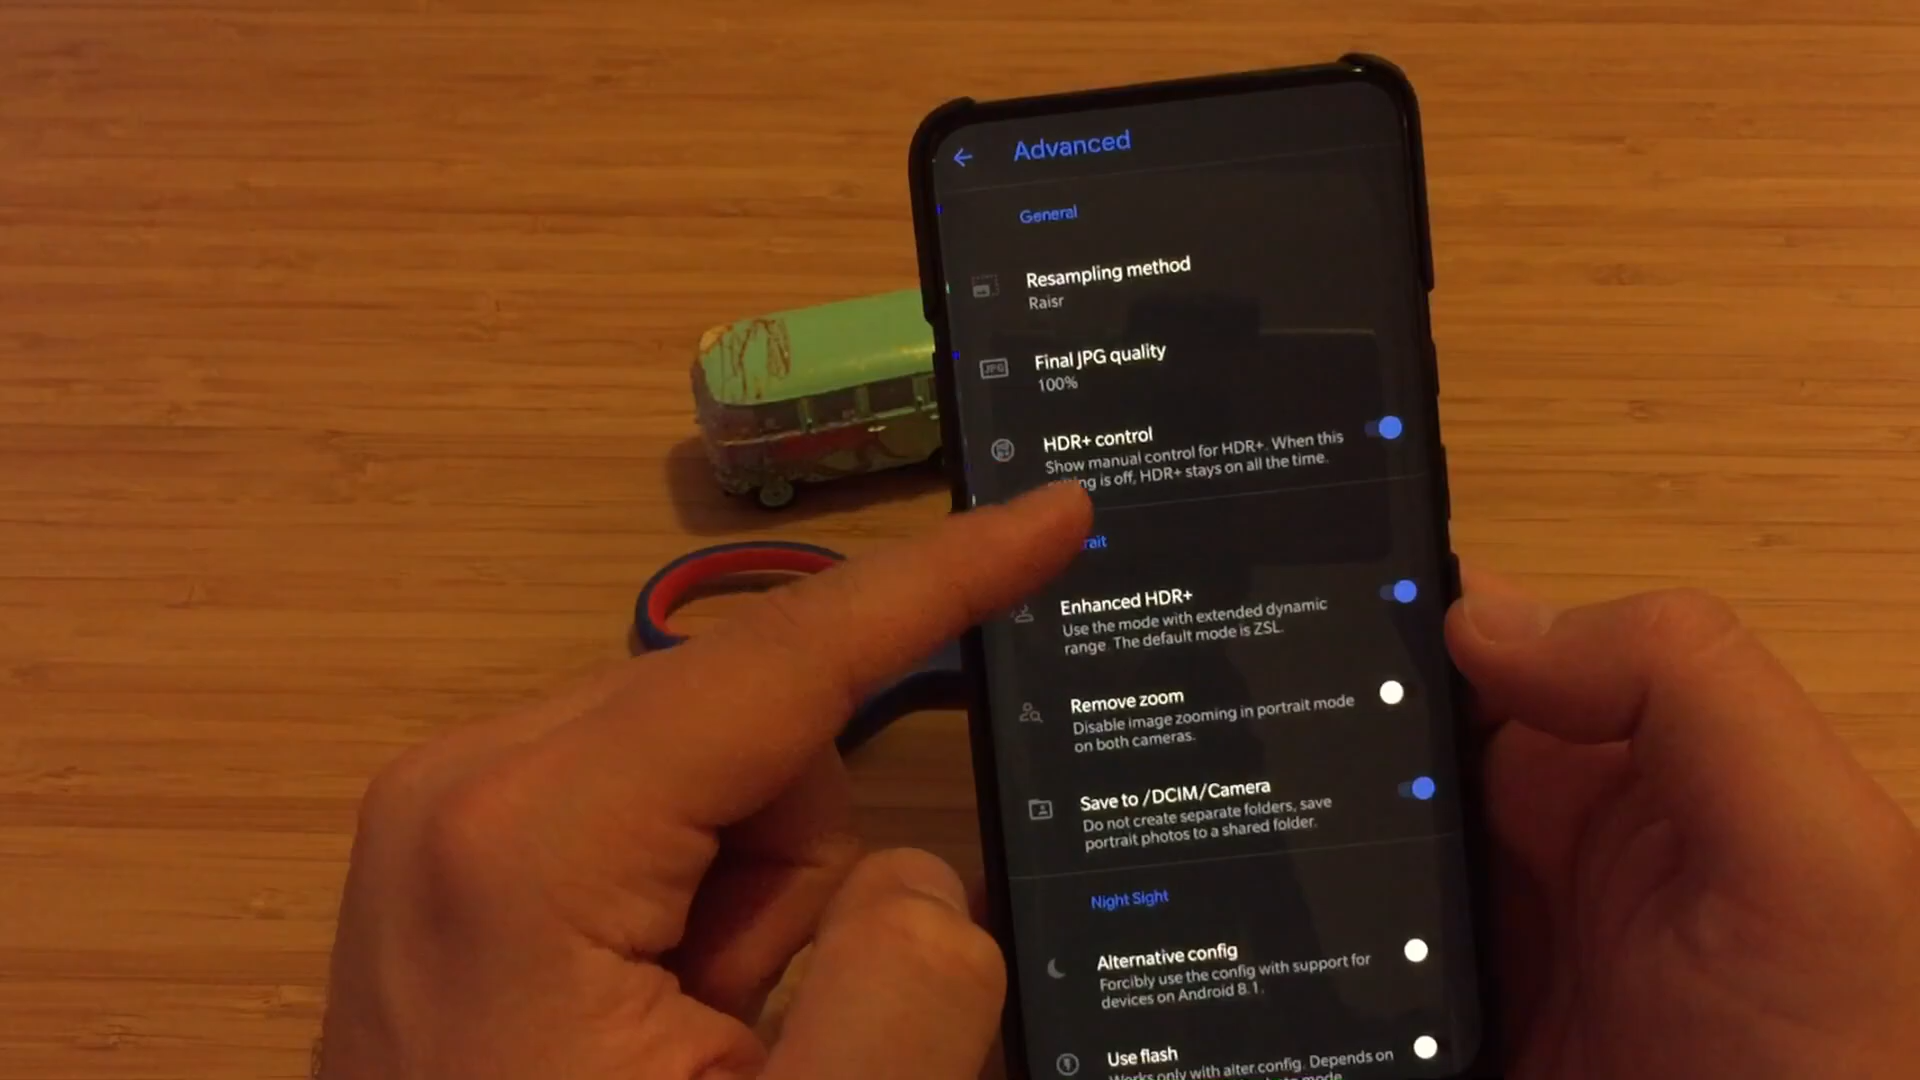 Advanced
General
Resampling method
Raisr
JPG
Final JPG quality
100%
HDR+ control
Show manual control for HDR+. When this
is off, HDR+ stays on all the time.
Enhanced HDR+
Use the mode with extended dynamic
range. The default mode is ZSL.
Remove zoom
Disable image zooming in portrait mode
on both cameras.
Save to /DCIM/Camera
Do not create separate folders, save
portrait photos to a shared folder.
Night Sight
Alternative config
Forcibly use the config with support for
devices on Android 8.1.
Use flash
Works only with alter.config. Depends on
mode.